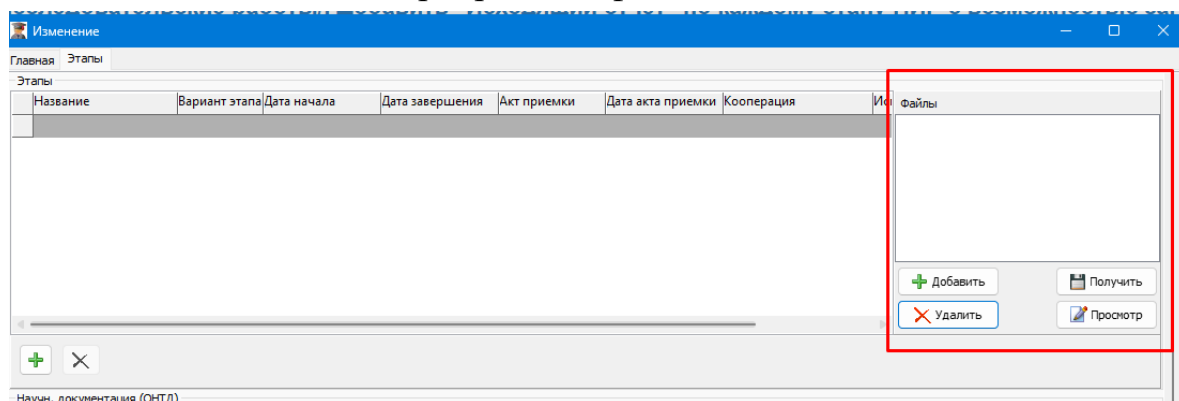 Изменение
Главная Этапы
Этапы
Название Вариант этапа Дата начала Дата завершения Акт приемки Дата акта приемки Кооперация Ис
Файлы
Добавить Получить
Удалить Просмотр
Научн. документация (ОНТД)